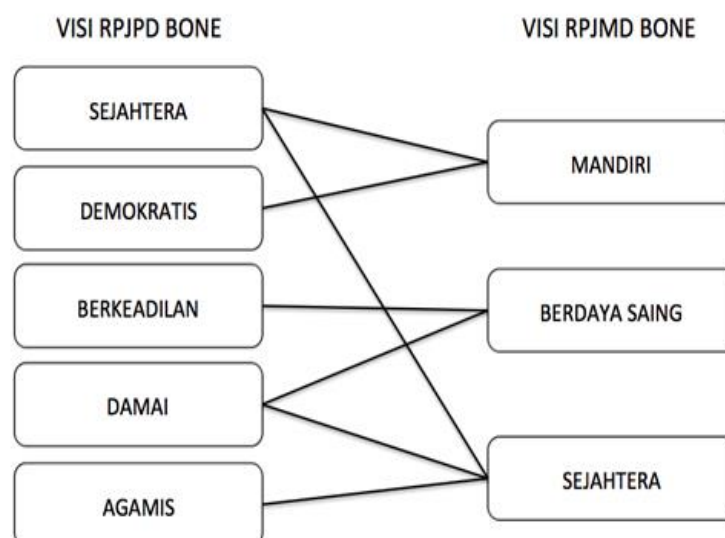 VISI RPJPD BONE
VISI RPJMD BONE
SEJAHTERA
DEMOKRATIS
BERKEADILAN
DAMAI
AGAMIS
MANDIRI
BERDAYA SAING
SEJAHTERA